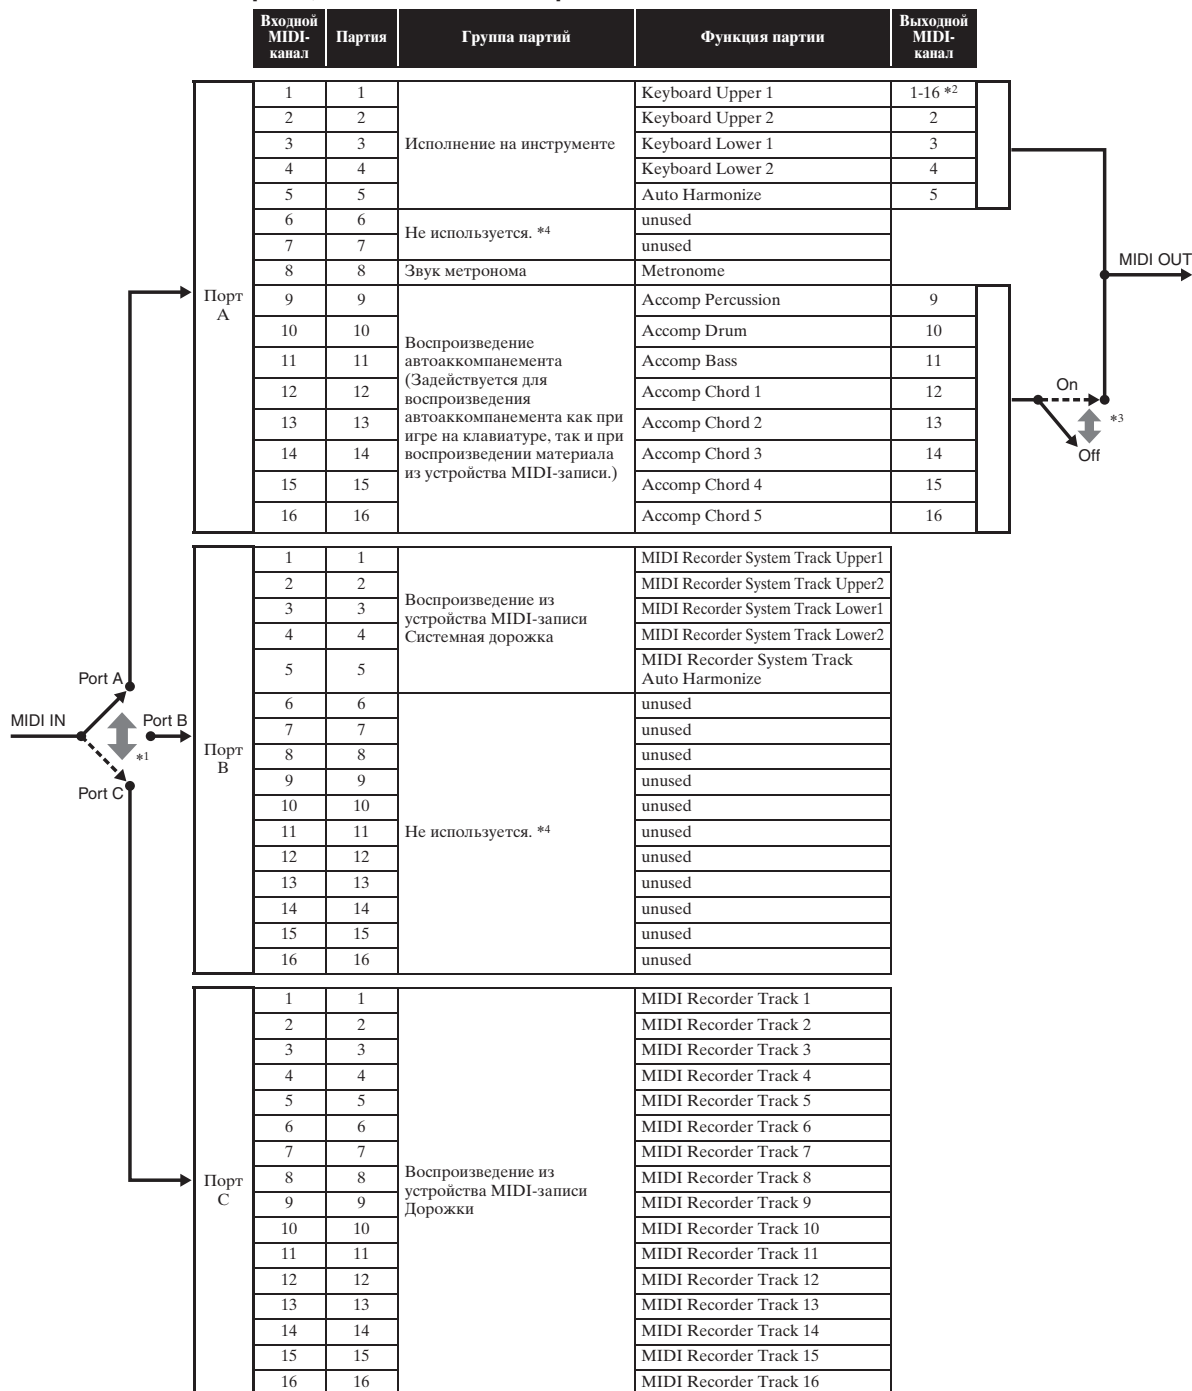 Входной MIDI-канал Партия Группа партий Функция партии Выходной MIDI-канал
Порт A
1 1 Исполнение на инструменте Keyboard Upper 1 1-16 *2
2 2 Keyboard Upper 2 2
3 3 Keyboard Lower 1 3
4 4 Keyboard Lower 2 4
5 5 Auto Harmonize 5
6 6 Не используется. *4 unused
7 7 unused
8 8 Звук метронома Metronome
9 9 Воспроизведение автоаккомпанемента (Задействуется для воспроизведения автоаккомпанемента как при игре на клавиатуре, так и при воспроизведении материала из устройства MIDI-записи.) Accomp Percussion 9
10 10 Accomp Drum 10
11 11 Accomp Bass 11
12 12 Accomp Chord 1 12
13 13 Accomp Chord 2 13
14 14 Accomp Chord 3 14
15 15 Accomp Chord 4 15
16 16 Accomp Chord 5 16
MIDI OUT
On
*3
Off
Порт B
1 1 Воспроизведение из устройства MIDI-записи Системная дорожка MIDI Recorder System Track Upper1
2 2 MIDI Recorder System Track Upper2
3 3 MIDI Recorder System Track Lower1
4 4 MIDI Recorder System Track Lower2
5 5 MIDI Recorder System Track Auto Harmonize
6 6 Не используется. *4 unused
7 7 unused
8 8 unused
9 9 unused
10 10 unused
11 11 unused
12 12 unused
13 13 unused
14 14 unused
15 15 unused
16 16 unused
Port A
MIDI IN
Port B
*1
Port C
Порт C
1 1 Воспроизведение из устройства MIDI-записи Дорожки MIDI Recorder Track 1
2 2 MIDI Recorder Track 2
3 3 MIDI Recorder Track 3
4 4 MIDI Recorder Track 4
5 5 MIDI Recorder Track 5
6 6 MIDI Recorder Track 6
7 7 MIDI Recorder Track 7
8 8 MIDI Recorder Track 8
9 9 MIDI Recorder Track 9
10 10 MIDI Recorder Track 10
11 11 MIDI Recorder Track 11
12 12 MIDI Recorder Track 12
13 13 MIDI Recorder Track 13
14 14 MIDI Recorder Track 14
15 15 MIDI Recorder Track 15
16 16 MIDI Recorder Track 16